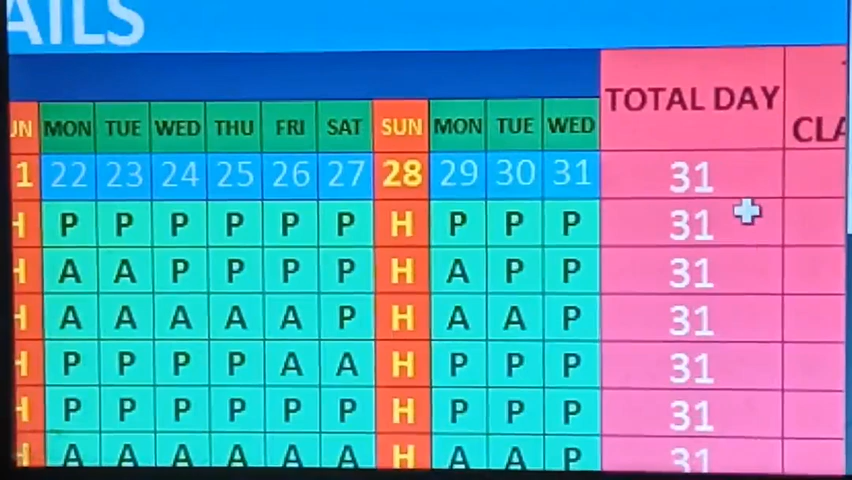 AILS
TOTAL DAY
UN MON TUE WED THU FRI SAT SUN MON TUE WED
CLA
1 22 23 24 25 26 27 28 29 30 31 31
H P P P P P P H P P P 31
H A A P P P P H A P P 31
H A A A A A P H A A P 31
H P P P P A A H P P P 31
H P P P P P P H P P P 31
H A A A A A A H A A P 31